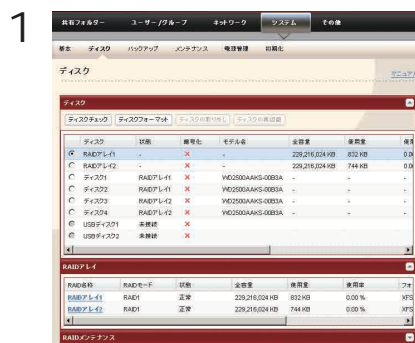 1
共有フォルダー ユーザー/グループ ネットワーク システム その他
基本 ディスク バックアップ メンテナンス 電源管理 初期化
ディスク
マニュアル
ディスク
ディスクチェック ディスクフォーマット ディスクの取り外し ディスクの再認識
ディスク 状態 暗号化 モデル名 全容量 使用量 使用
RAIDアレイ1 - × - 229,216,024 KB 832 KB 0.00
RAIDアレイ2 - × - 229,216,024 KB 744 KB 0.00
ディスク1 RAIDアレイ1 × WD2500AAKS-00B3A - - -
ディスク2 RAIDアレイ1 × WD2500AAKS-00B3A - - -
ディスク3 RAIDアレイ2 × WD2500AAKS-00B3A - - -
ディスク4 RAIDアレイ2 × WD2500AAKS-00B3A - - -
USBディスク1 未接続 ×
USBディスク2 未接続 ×
RAIDアレイ
RAID名称 RAIDモード 状態 全容量 使用量 使用率 フォ
RAIDアレイ1 RAID1 正常 229,216,024 KB 832 KB 0.00 % XFS
RAIDアレイ2 RAID1 正常 229,216,024 KB 744 KB 0.00 % XFS
RAIDメンテナンス